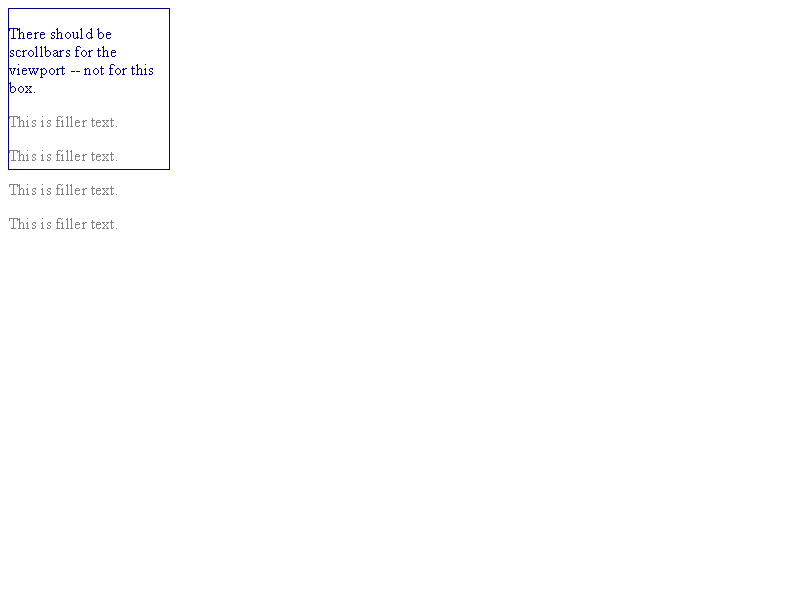 There should be
scrollbars for the
viewport -- not for this
box.
This is filler text.
This is filler text.
This is filler text.
This is filler text.